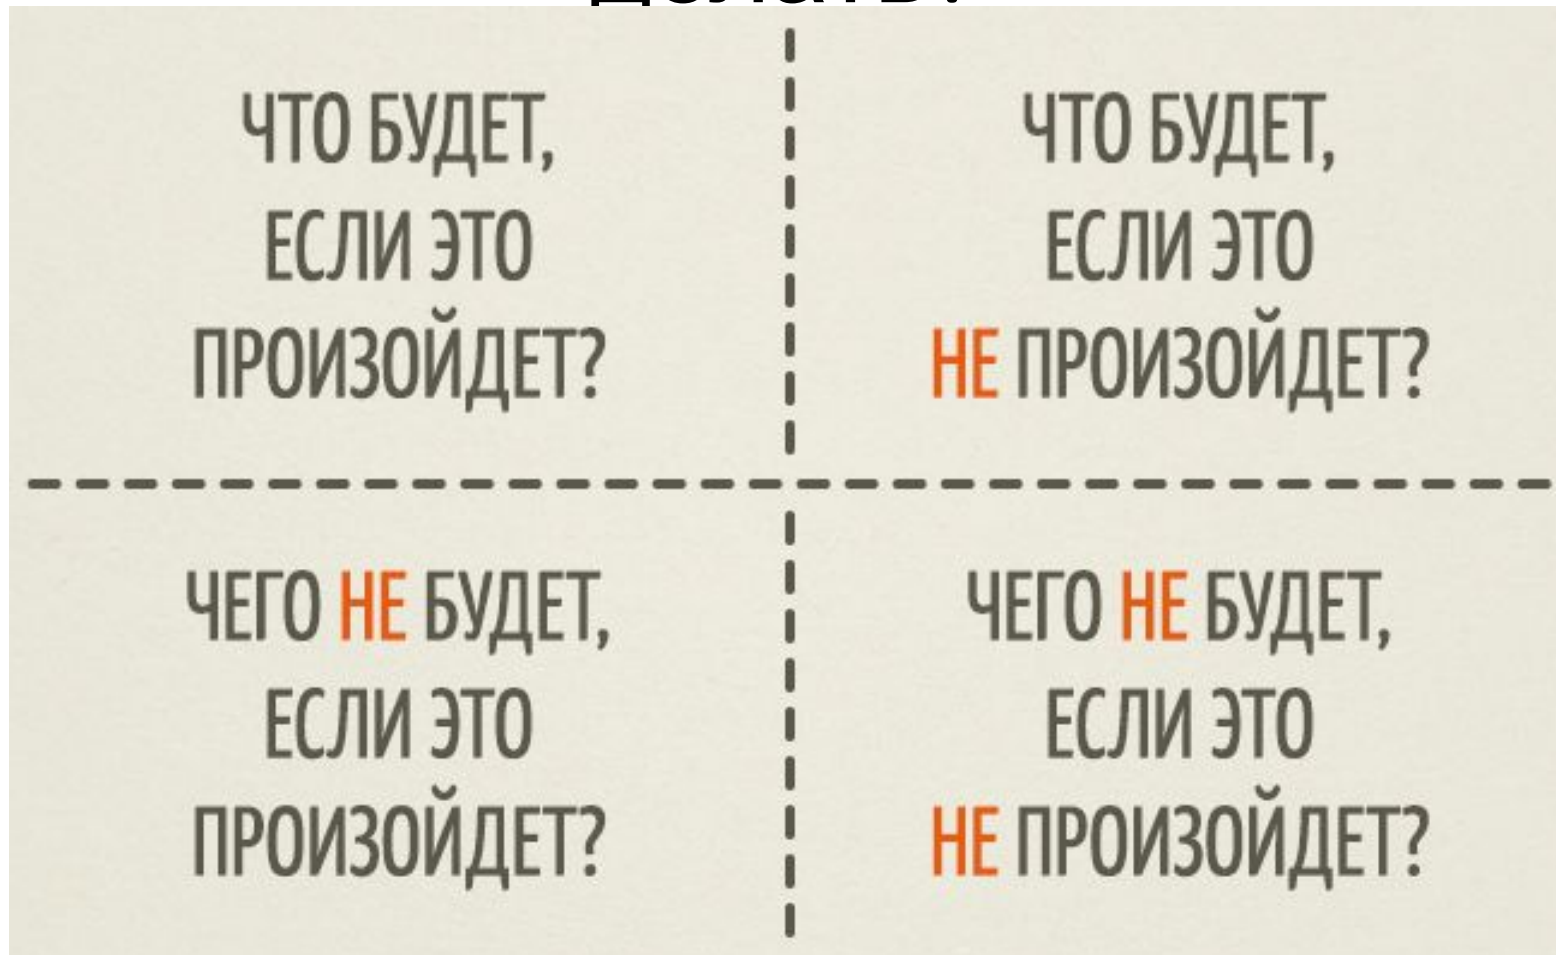 ЧТО БУДЕТ,
ЕСЛИ ЭТО
ПРОИЗОЙДЕТ?
ЧТО БУДЕТ,
ЕСЛИ ЭТО
НЕ ПРОИЗОЙДЕТ?
ЧЕГО НЕ БУДЕТ,
ЕСЛИ ЭТО
ПРОИЗОЙДЕТ?
ЧЕГО НЕ БУДЕТ,
ЕСЛИ ЭТО
НЕ ПРОИЗОЙДЕТ?